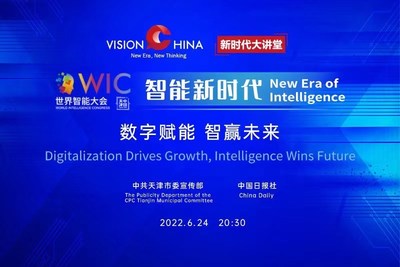 VISION CHINA
New Era, New Thinking
新时代大讲堂
WIC
世界智能大会
WORLD INTELLIGENCE CONGRESS
智能新时代
New Era of
Intelligence
数字赋能 智赢未来
Digitalization Drives Growth, Intelligence Wins Future
中共天津市委宣传部
The Publicity Department of the
CPC Tianjin Municipal Committee
中国日报社
China Daily
2022.6.24 20:30